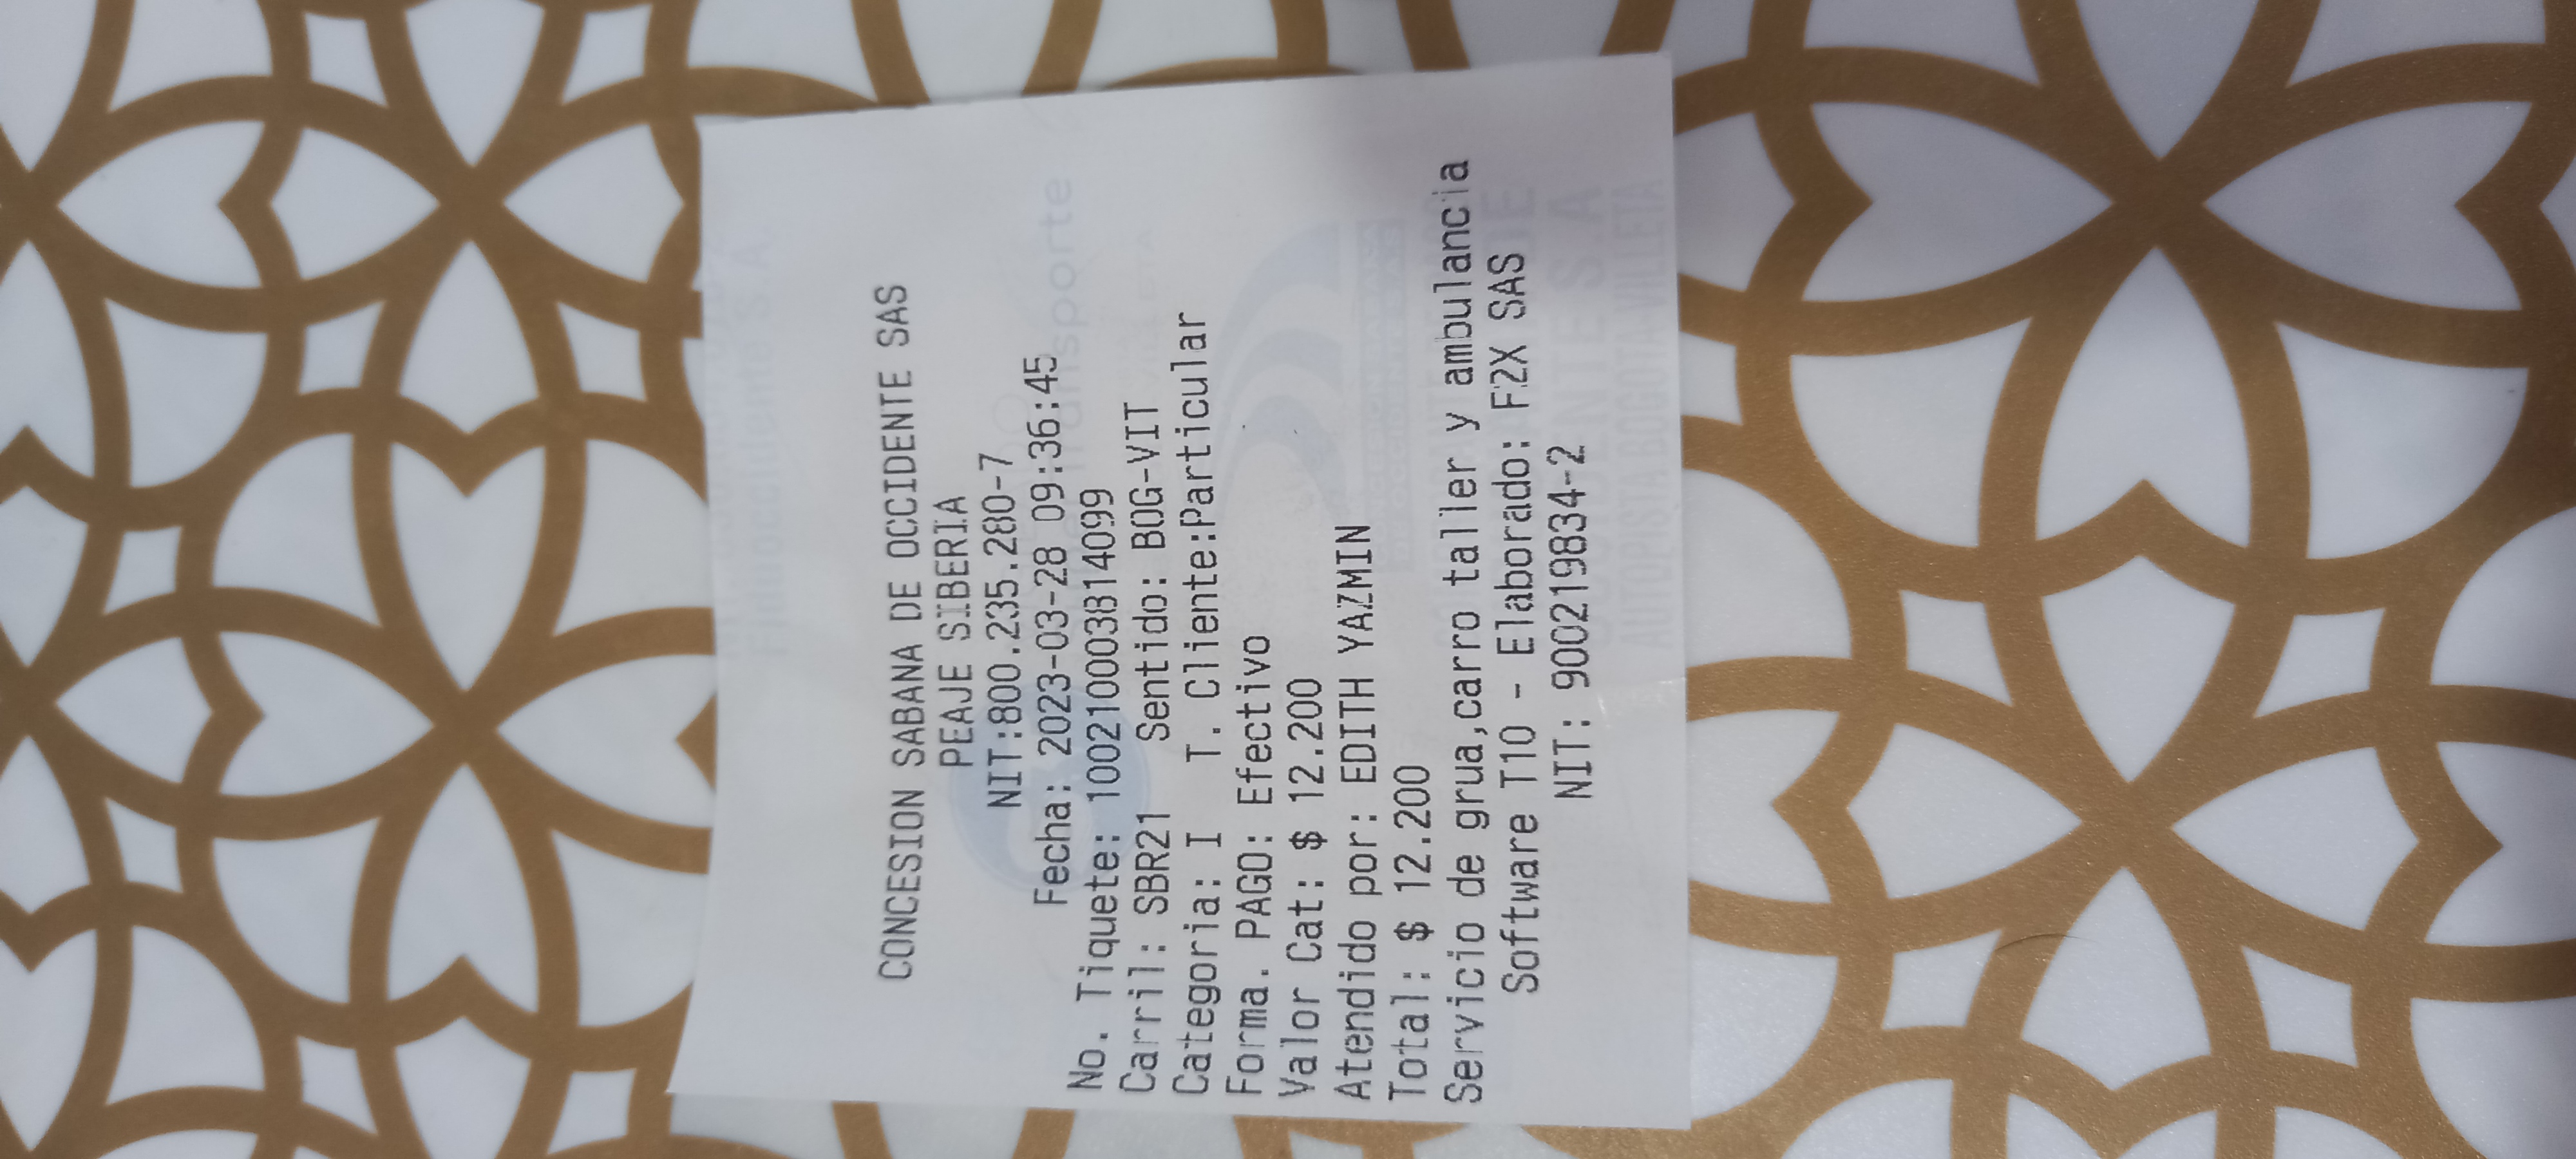 CONCESION SABANA DE OCCIDENTE SAS
PEAJE SIBERIA
NIT:800.235.280-7
Fecha: 2023-03-28 09:36:45
No. Tiquete: 100210003814099
Carril: SBR21 Sentido: BOG-VIT
Categoria: I T. Cliente:Particular
Forma. PAGO: Efectivo
Valor Cat: $ 12.200
Atendido por: EDITH YAZMIN
Total: $ 12.200
Servicio de grua,carro taller y ambulancia
Software T10 - Elaborado: F2X SAS
NIT: 900219834-2